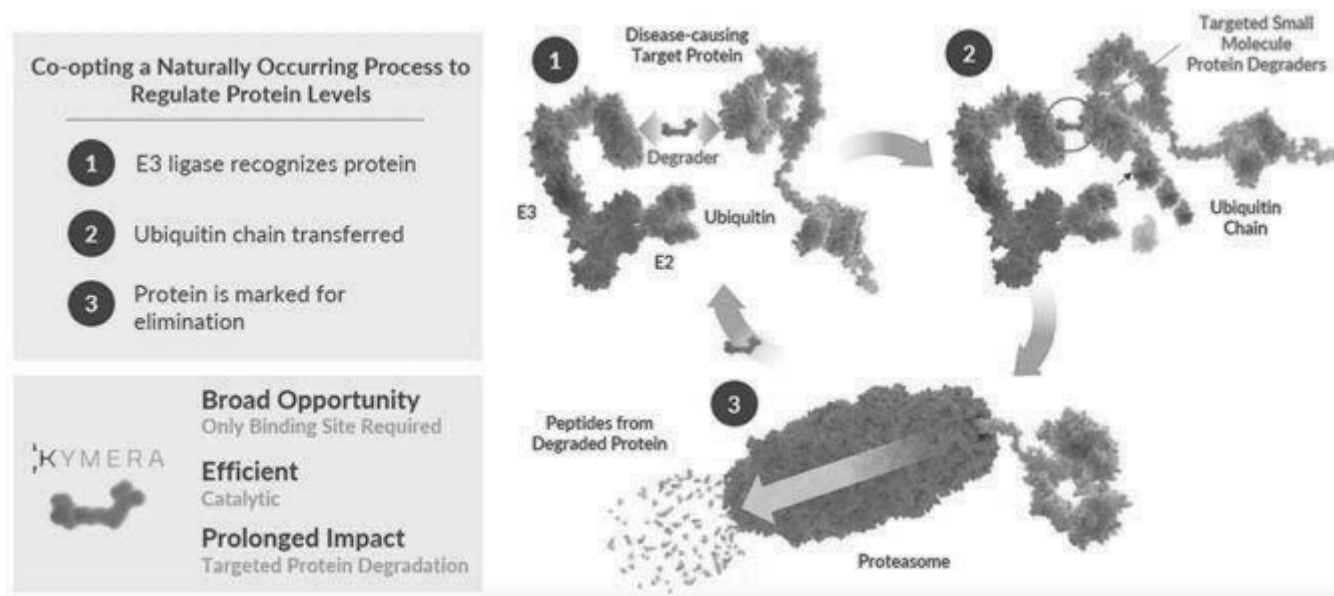 Co-opting a Naturally Occurring Process to
Regulate Protein Levels
1 E3 ligase recognizes protein
2 Ubiquitin chain transferred
3 Protein is marked for
elimination
KYMERA
Broad Opportunity
Only Binding Site Required
Efficient
Catalytic
Prolonged Impact
Targeted Protein Degradation
1
Disease-causing
Target Protein
Degrader
E3
Ubiquitin
E2
2
Targeted Small
Molecule
Protein Degraders
Ubiquitin
Chain
3
Peptides from
Degraded Protein
Proteasome